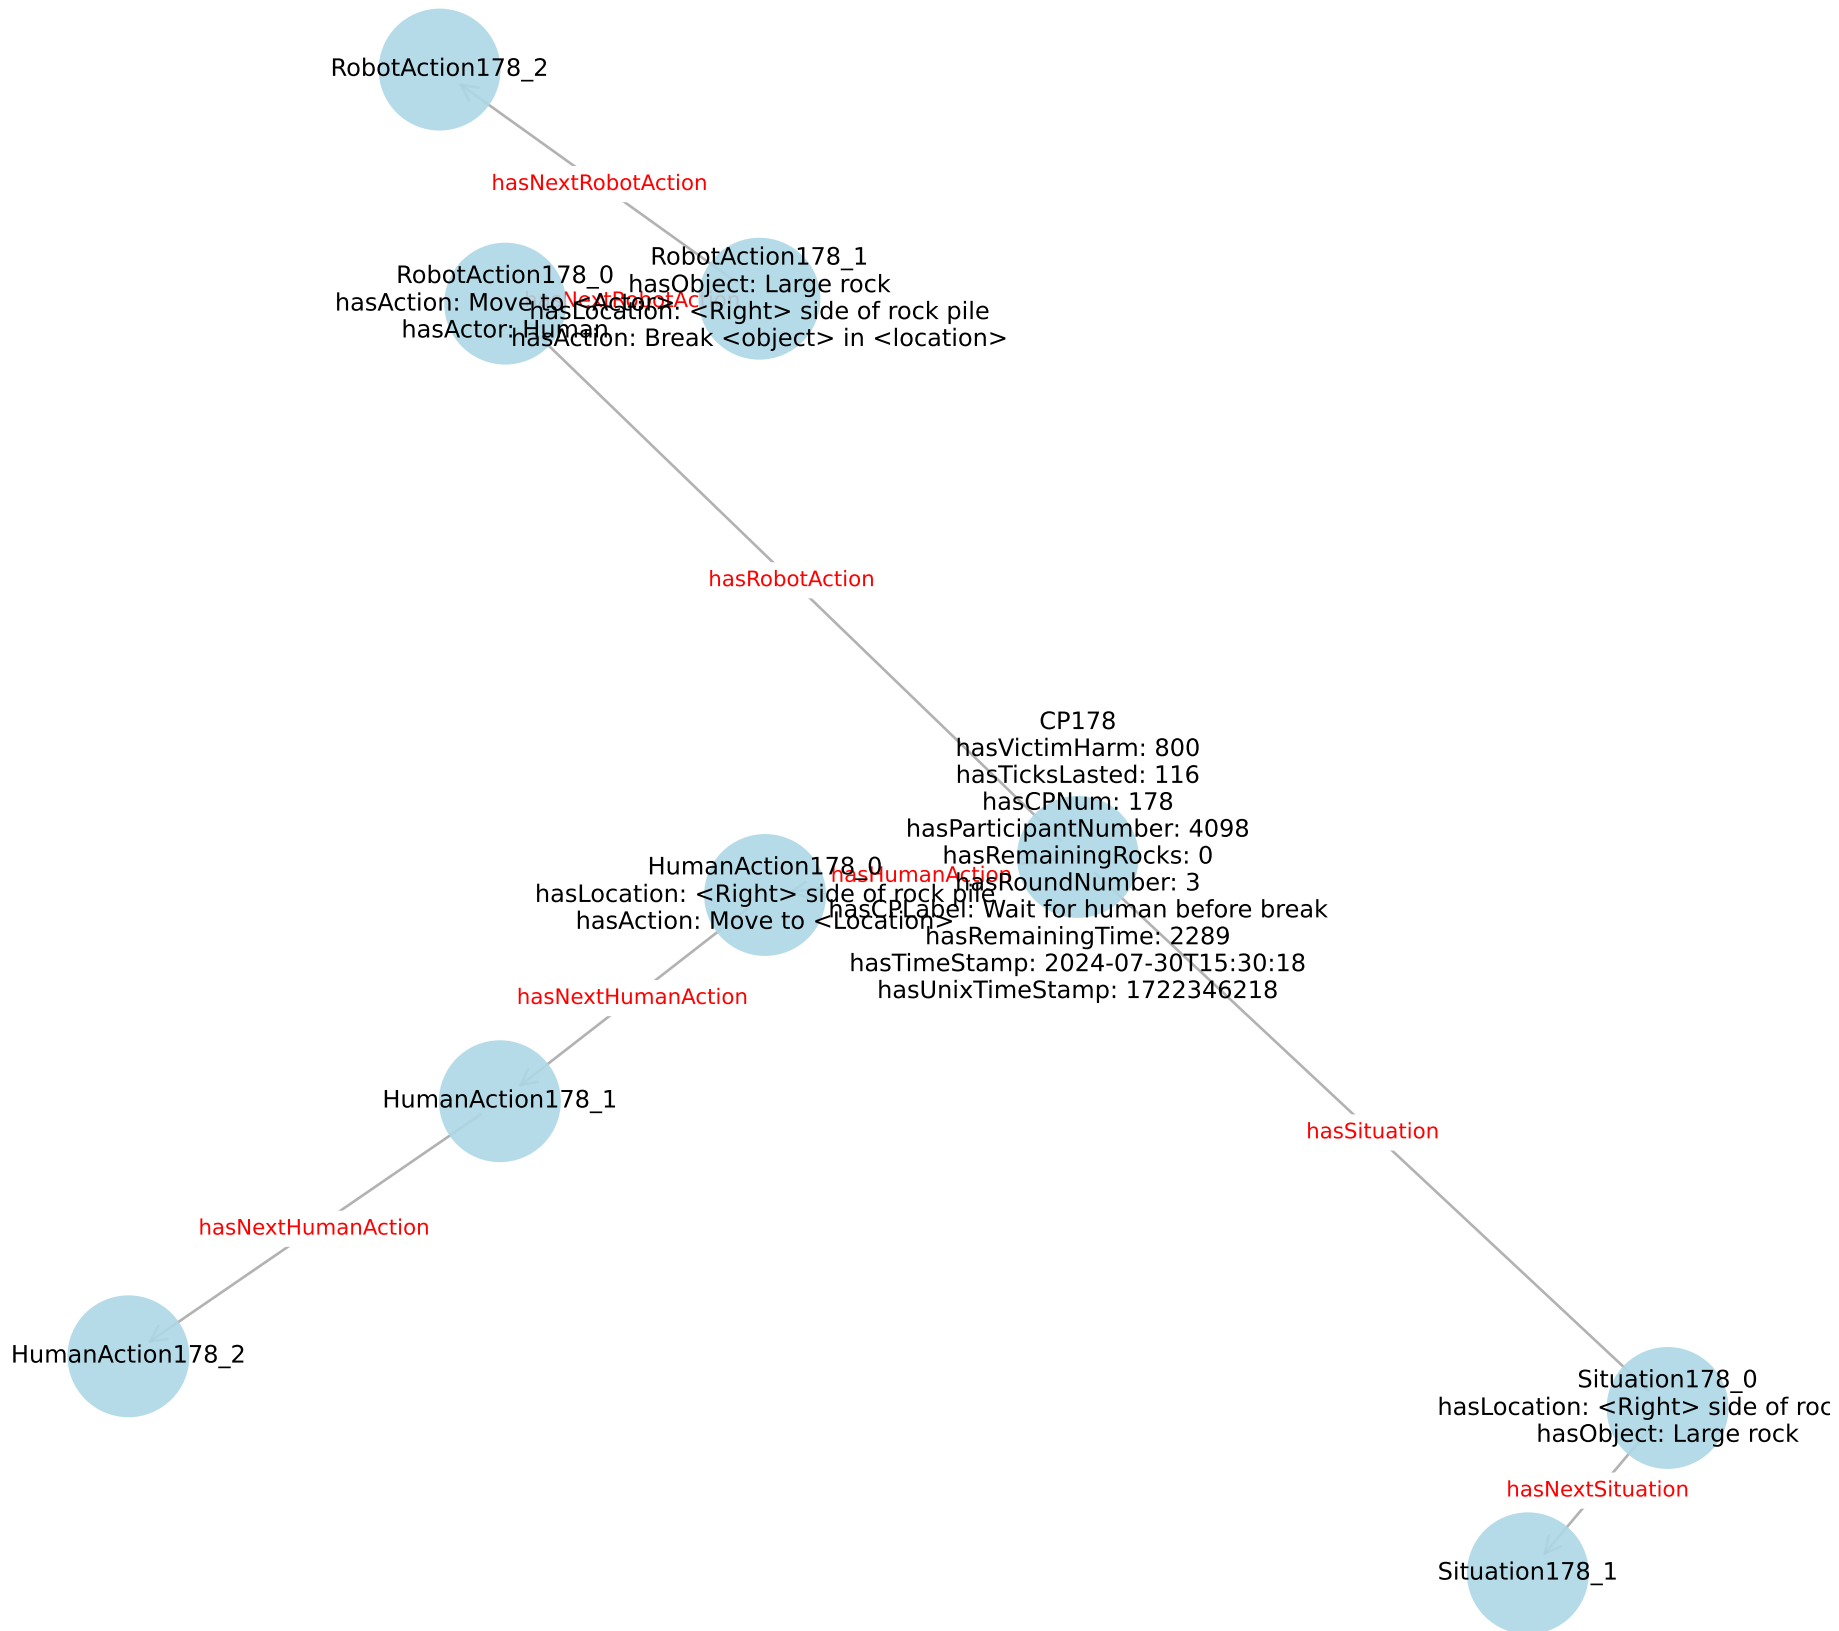 RobotAction178_2
hasNextRobotAction
RobotAction178_1
hasObject: Large rock
hasLocation: <Right> side of rock pile
hasAction: Break <object> in <location>
RobotAction178_0
hasAction: Move to <Actor>
hasActor: Human
hasNextRobotAction
hasRobotAction
CP178
hasVictimHarm: 800
hasTicksLasted: 116
hasCPNum: 178
hasParticipantNumber: 4098
hasRemainingRocks: 0
hasRoundNumber: 3
hasCPLabel: Wait for human before break
hasRemainingTime: 2289
hasTimeStamp: 2024-07-30T15:30:18
hasUnixTimeStamp: 1722346218
hasHumanAction
HumanAction178_0
hasLocation: <Right> side of rock pile
hasAction: Move to <Location>
hasNextHumanAction
HumanAction178_1
hasNextHumanAction
HumanAction178_2
hasSituation
Situation178_0
hasLocation: <Right> side of roc
hasObject: Large rock
hasNextSituation
Situation178_1